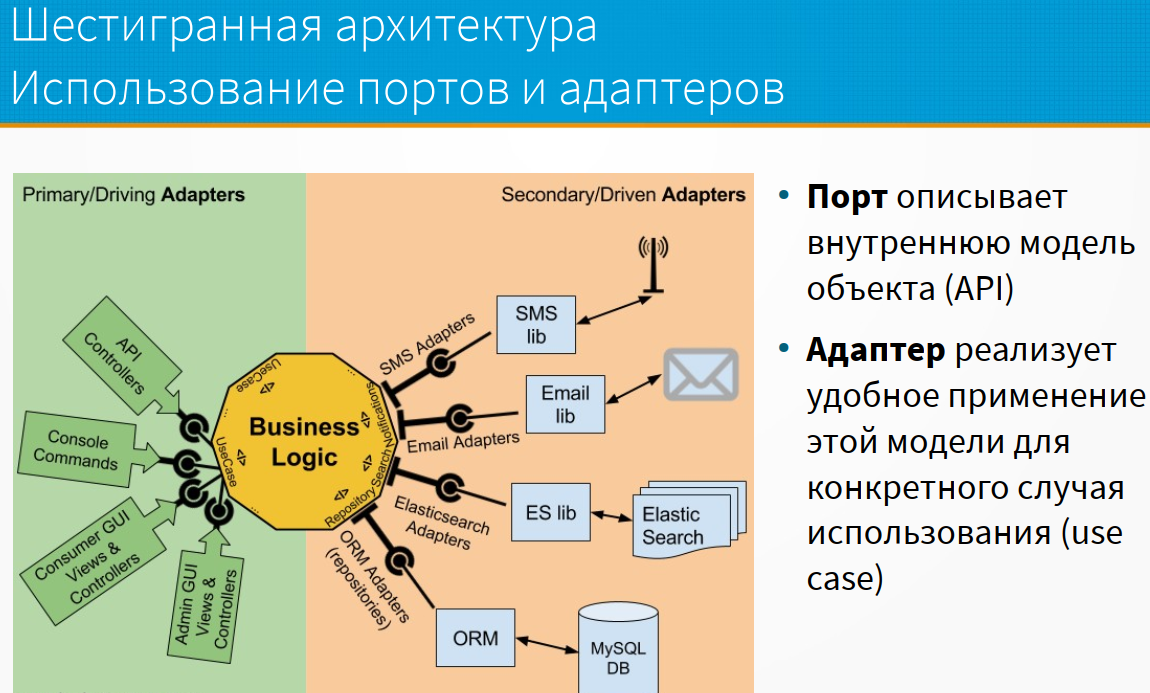 Шестигранная архитектура
Использование портов и адаптеров
Primary/Driving Adapters
Secondary/Driven Adapters
API
Controllers
Console
Commands
Consumer GUI
Views &
Controllers
Admin GUI
Views &
Controllers
UseCase
</>
...
UseCase
</>
...
Business
Logic
...
Notifications
</>
Search
</>
Repository
</>
SMS Adapters
SMS
lib
Email Adapters
Email
lib
Elasticsearch
Adapters
ES lib
Elastic
Search
ORM Adapters
(repositories)
ORM
MySQL
DB
• Порт описывает
внутреннюю модель
объекта (API)
• Адаптер реализует
удобное применение
этой модели для
конкретного случая
использования (use
case)